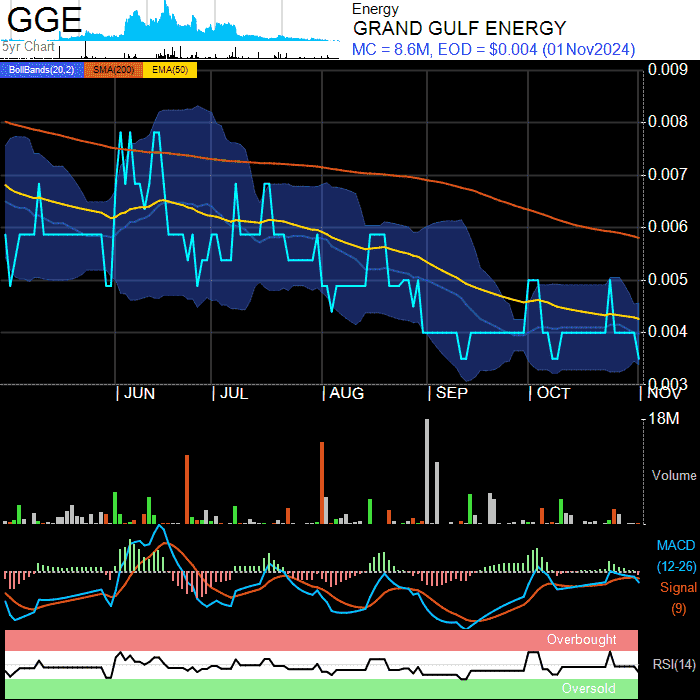 GGE
5yr Chart
Energy
GRAND GULF ENERGY
MC = 8.6M, EOD = $0.004 (01Nov2024)
BollBands(20,2) SMA(200) EMA(50)
0.009
0.008
0.007
0.006
0.005
0.004
0.003
| JUN | JUL | AUG | SEP | OCT | NOV
18M
Volume
MACD
(12-26)
Signal
(9)
Overbought
RSI(14)
Oversold